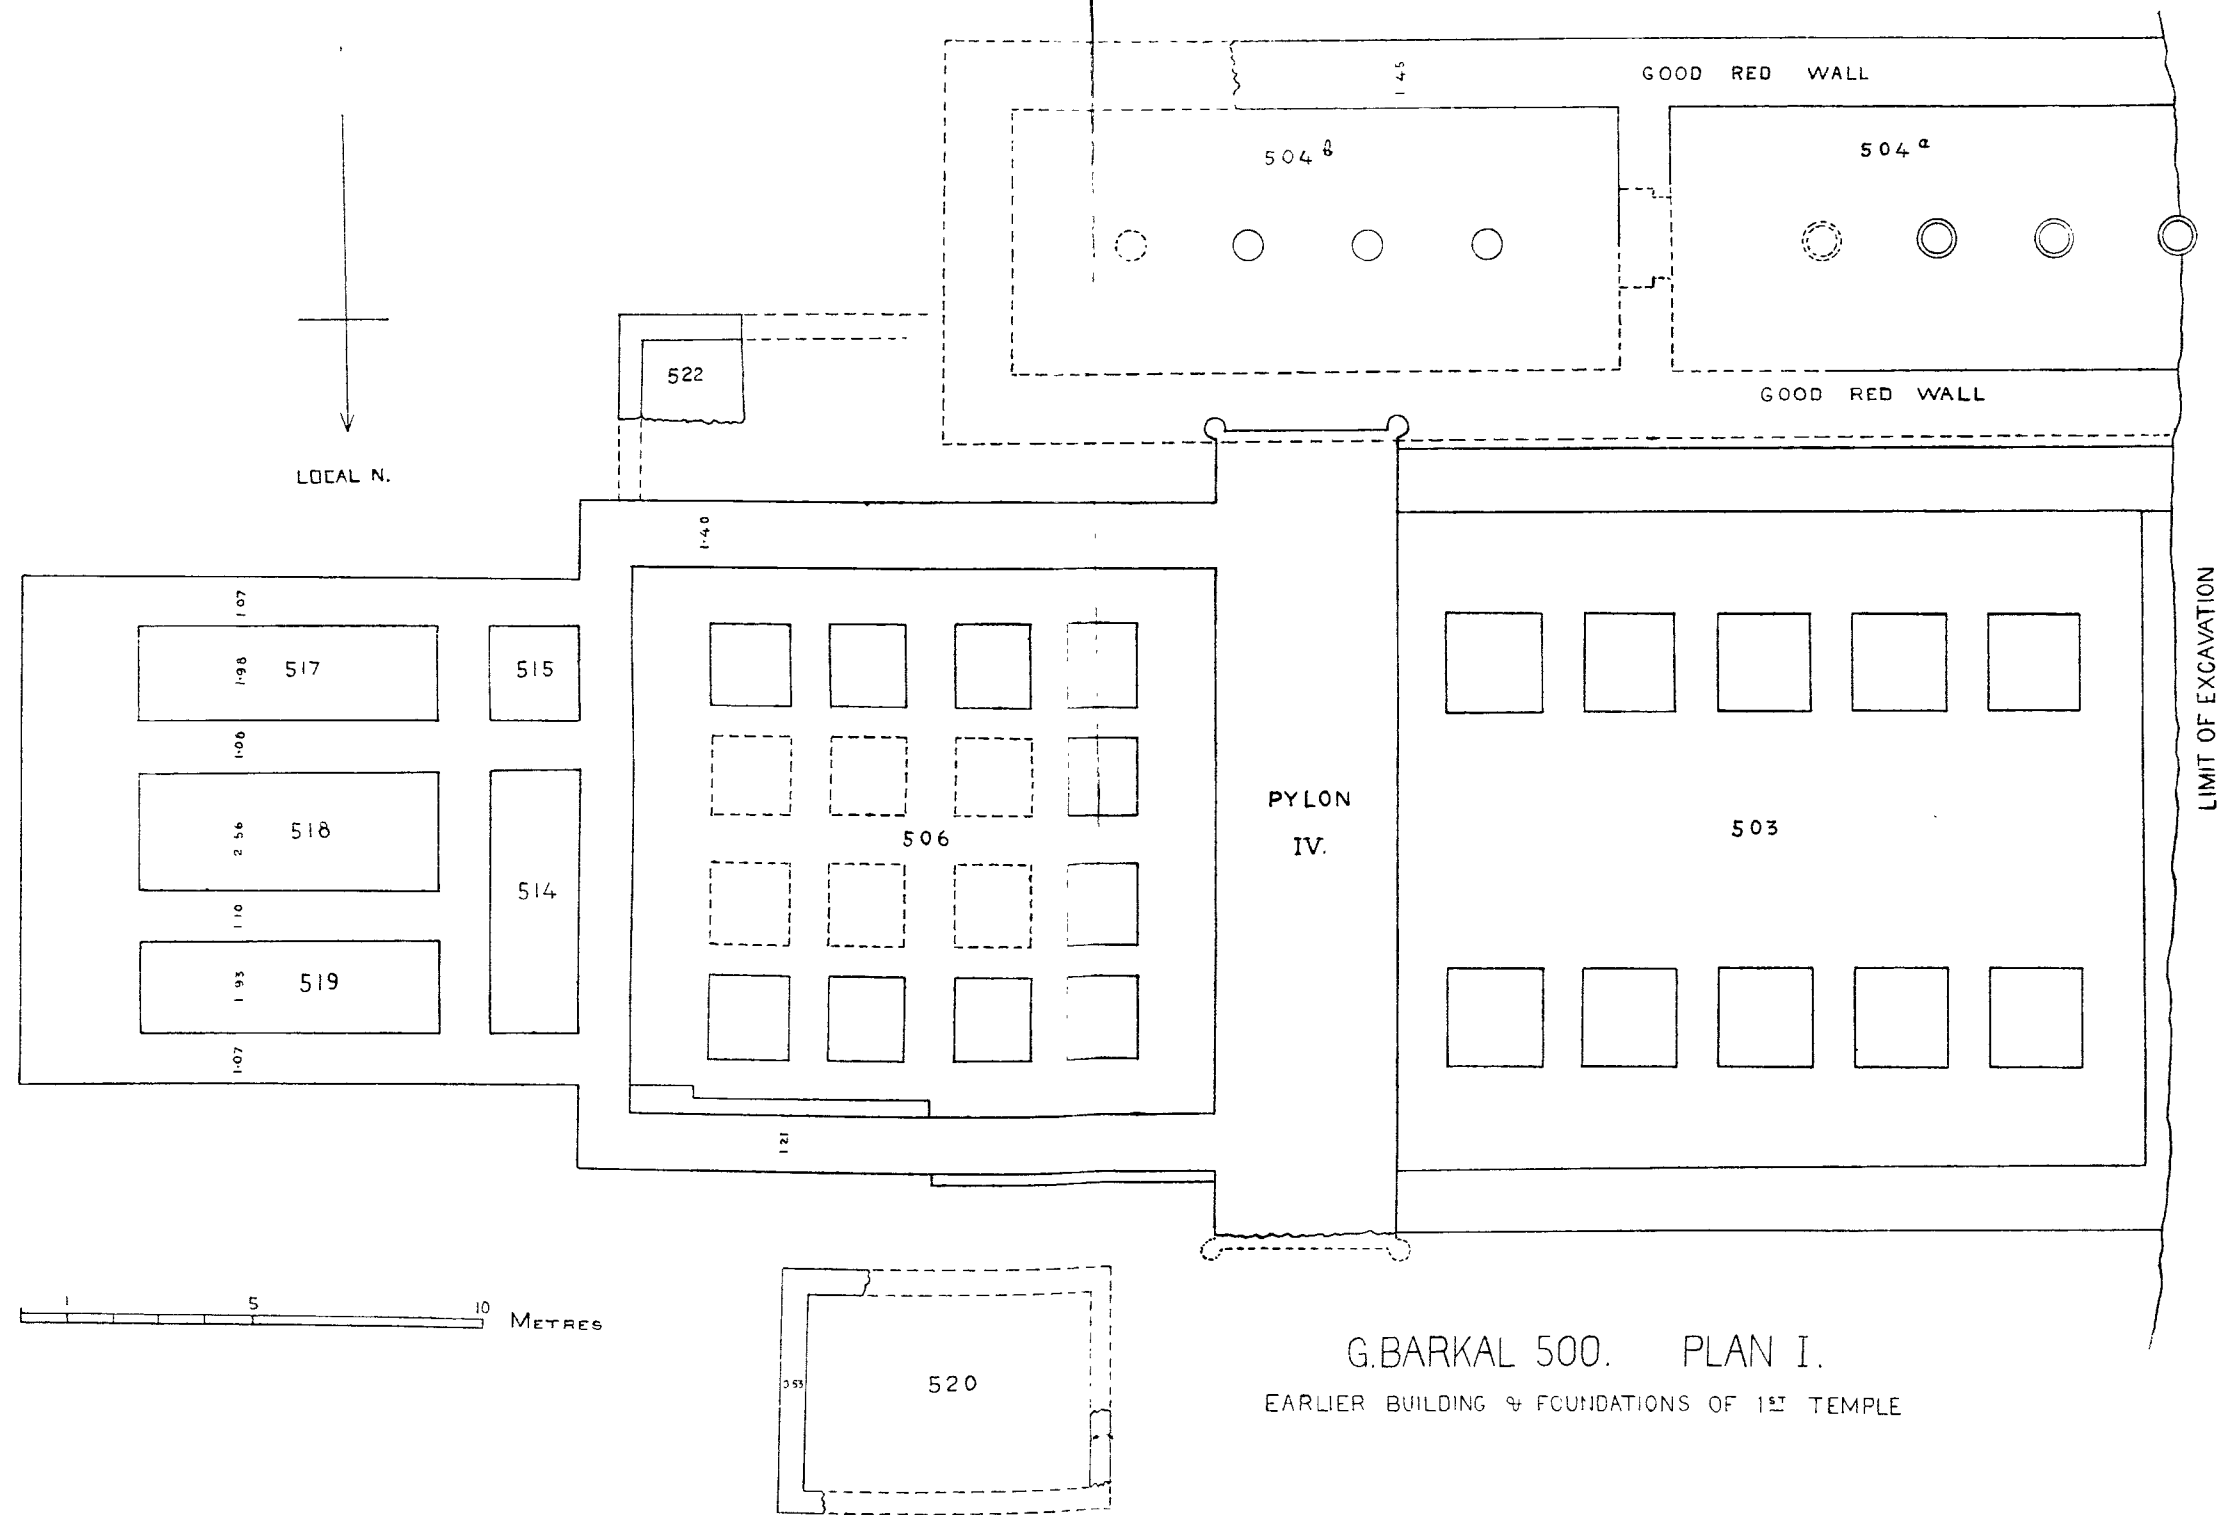 1·45
GOOD RED WALL
504 b
504 a
522
GOOD RED WALL
LOCAL N.
1·40
1·07
1·98
517
515
1·06
2·56
518
514
1·10
1·93
519
1·07
506
PYLON
IV.
503
LIMIT OF EXCAVATION
1·21
1
5
10
METRES
0·53
520
G.BARKAL 500. PLAN I.
EARLIER BUILDING & FOUNDATIONS OF 1ST TEMPLE